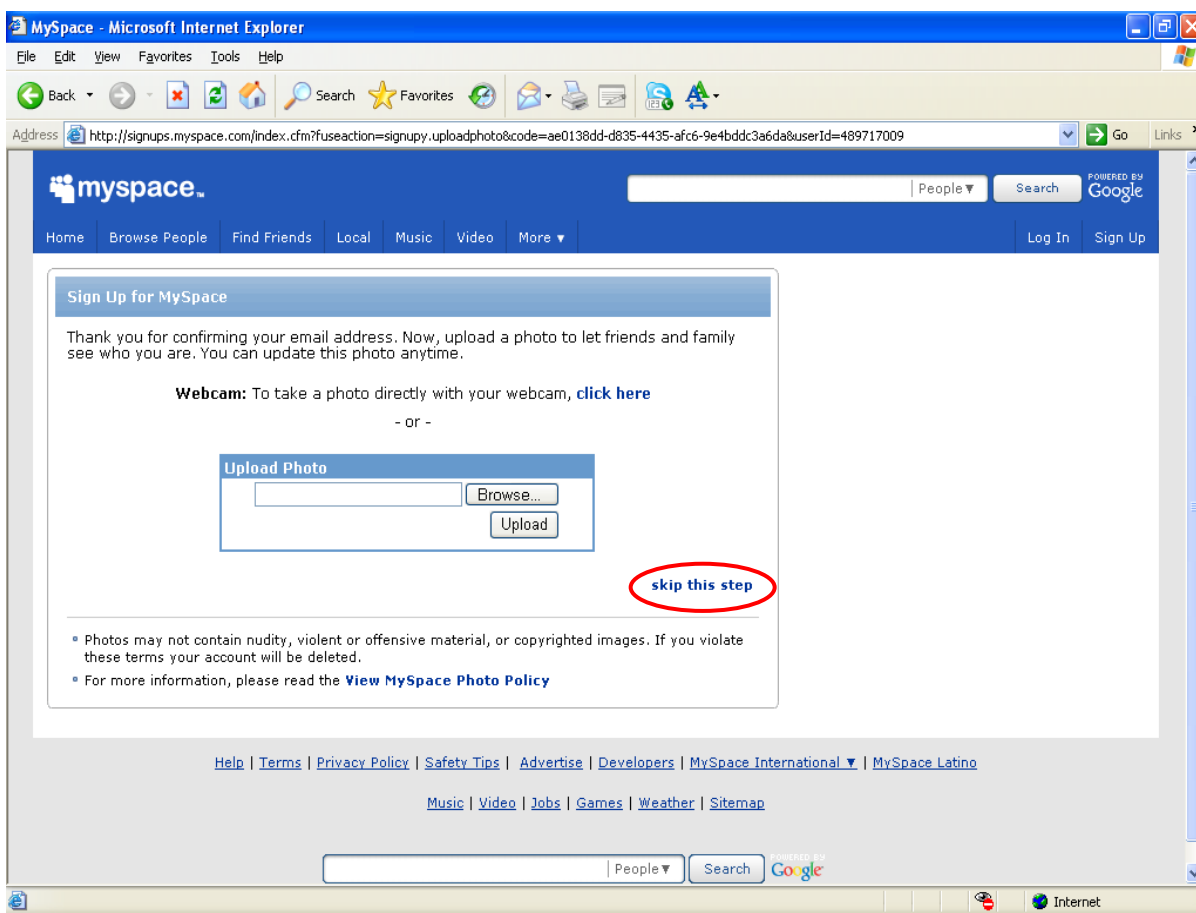 MySpace - Microsoft Internet Explorer
File Edit View Favorites Tools Help
Back Search Favorites
Address http://signups.myspace.com/index.cfm?fuseaction=signupy.uploadphoto&code=ae0138dd-d835-4435-afc6-9e4bddc3a6da&userId=489717009 Go Links
myspace. People▼ Search POWERED BY Google
Home Browse People Find Friends Local Music Video More ▼ Log In Sign Up
Sign Up for MySpace
Thank you for confirming your email address. Now, upload a photo to let friends and family
see who you are. You can update this photo anytime.
Webcam: To take a photo directly with your webcam, click here
- or -
Upload Photo
Browse...
Upload
skip this step
Photos may not contain nudity, violent or offensive material, or copyrighted images. If you violate
these terms your account will be deleted.
For more information, please read the View MySpace Photo Policy
Help | Terms | Privacy Policy | Safety Tips | Advertise | Developers | MySpace International ▼ | MySpace Latino
Music | Video | Jobs | Games | Weather | Sitemap
People▼ Search POWERED BY Google
Internet